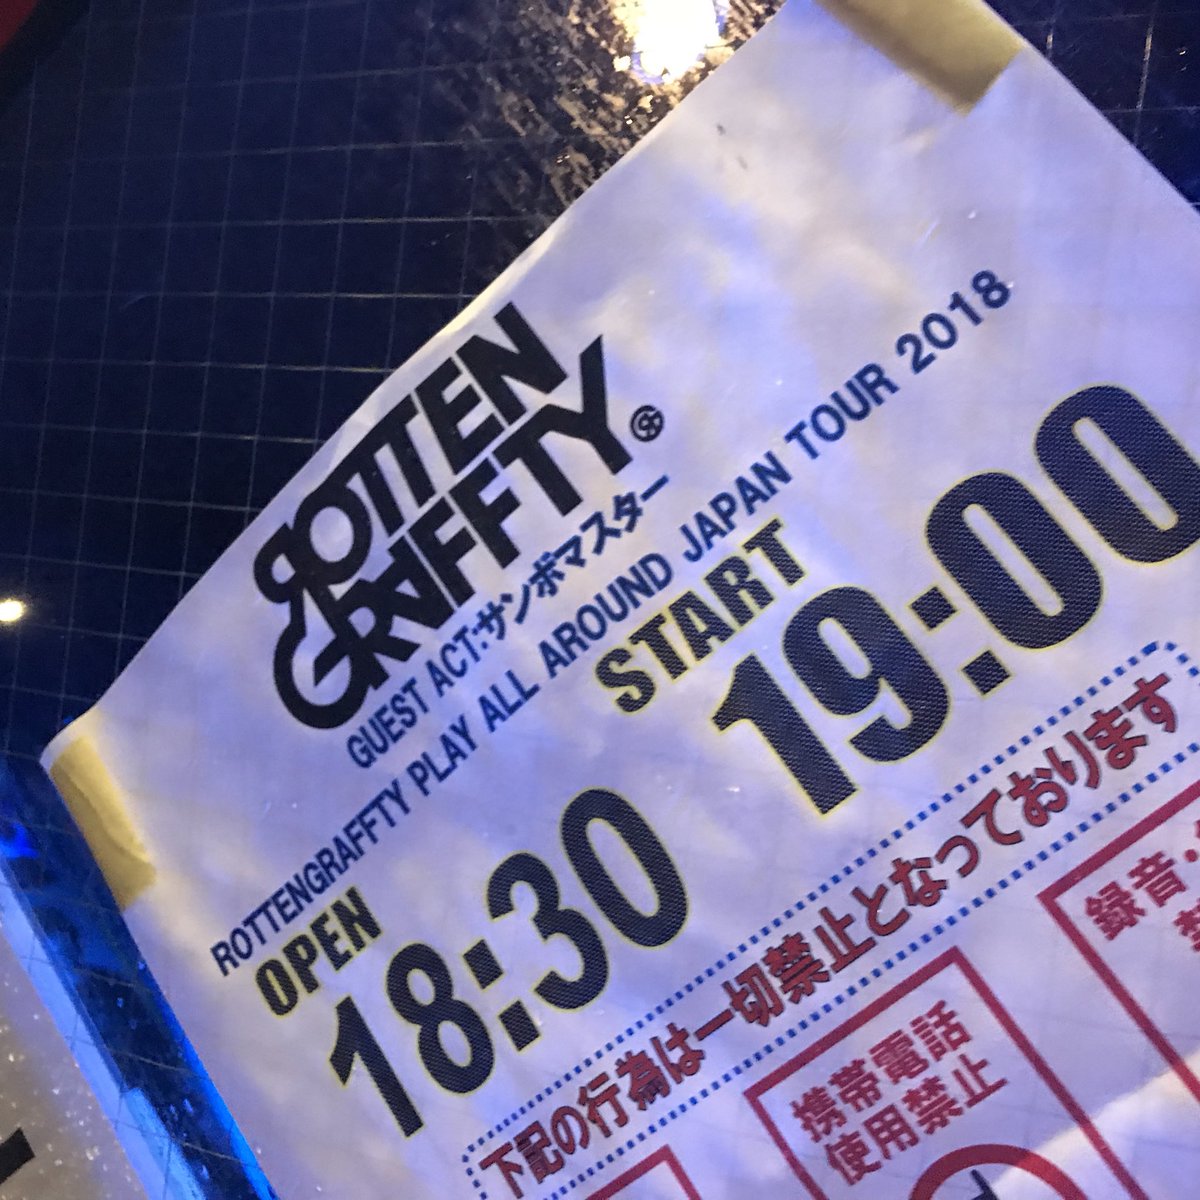 ROTTEN
GRAFFTY
GUEST ACT:サンボマスター
ROTTENGRAFFTY PLAY ALL AROUND JAPAN TOUR 2018
OPEN
18:30
START
19:00
下記の行為は一切禁止となっております
携帯電話
使用禁止
録音・